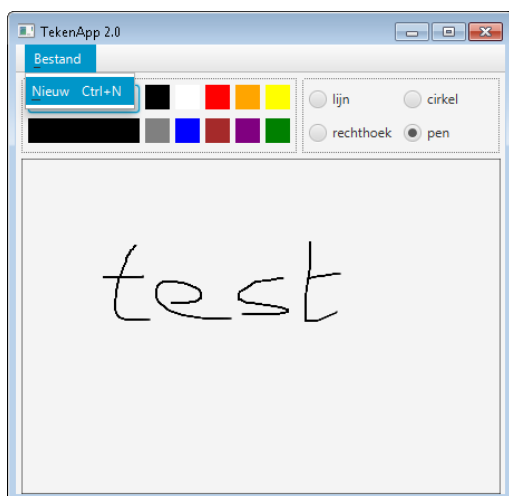 TekenApp 2.0
Bestand
Nieuw Ctrl+N
lijn cirkel
rechthoek pen
test